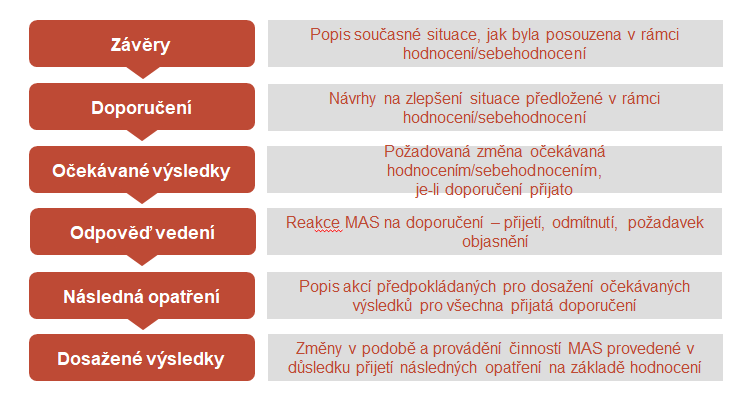 Závěry
Popis současné situace, jak byla posouzena v rámci
hodnocení/sebehodnocení
Doporučení
Návrhy na zlepšení situace předložené v rámci
hodnocení/sebehodnocení
Očekávané výsledky
Požadovaná změna očekávaná
hodnocením/sebehodnocením,
je-li doporučení přijato
Odpověď vedení
Reakce MAS na doporučení – přijetí, odmítnutí, požadavek
objasnění
Následná opatření
Popis akcí předpokládaných pro dosažení očekávaných
výsledků pro všechna přijatá doporučení
Dosažené výsledky
Změny v podobě a provádění činností MAS provedené v
důsledku přijetí následných opatření na základě hodnocení